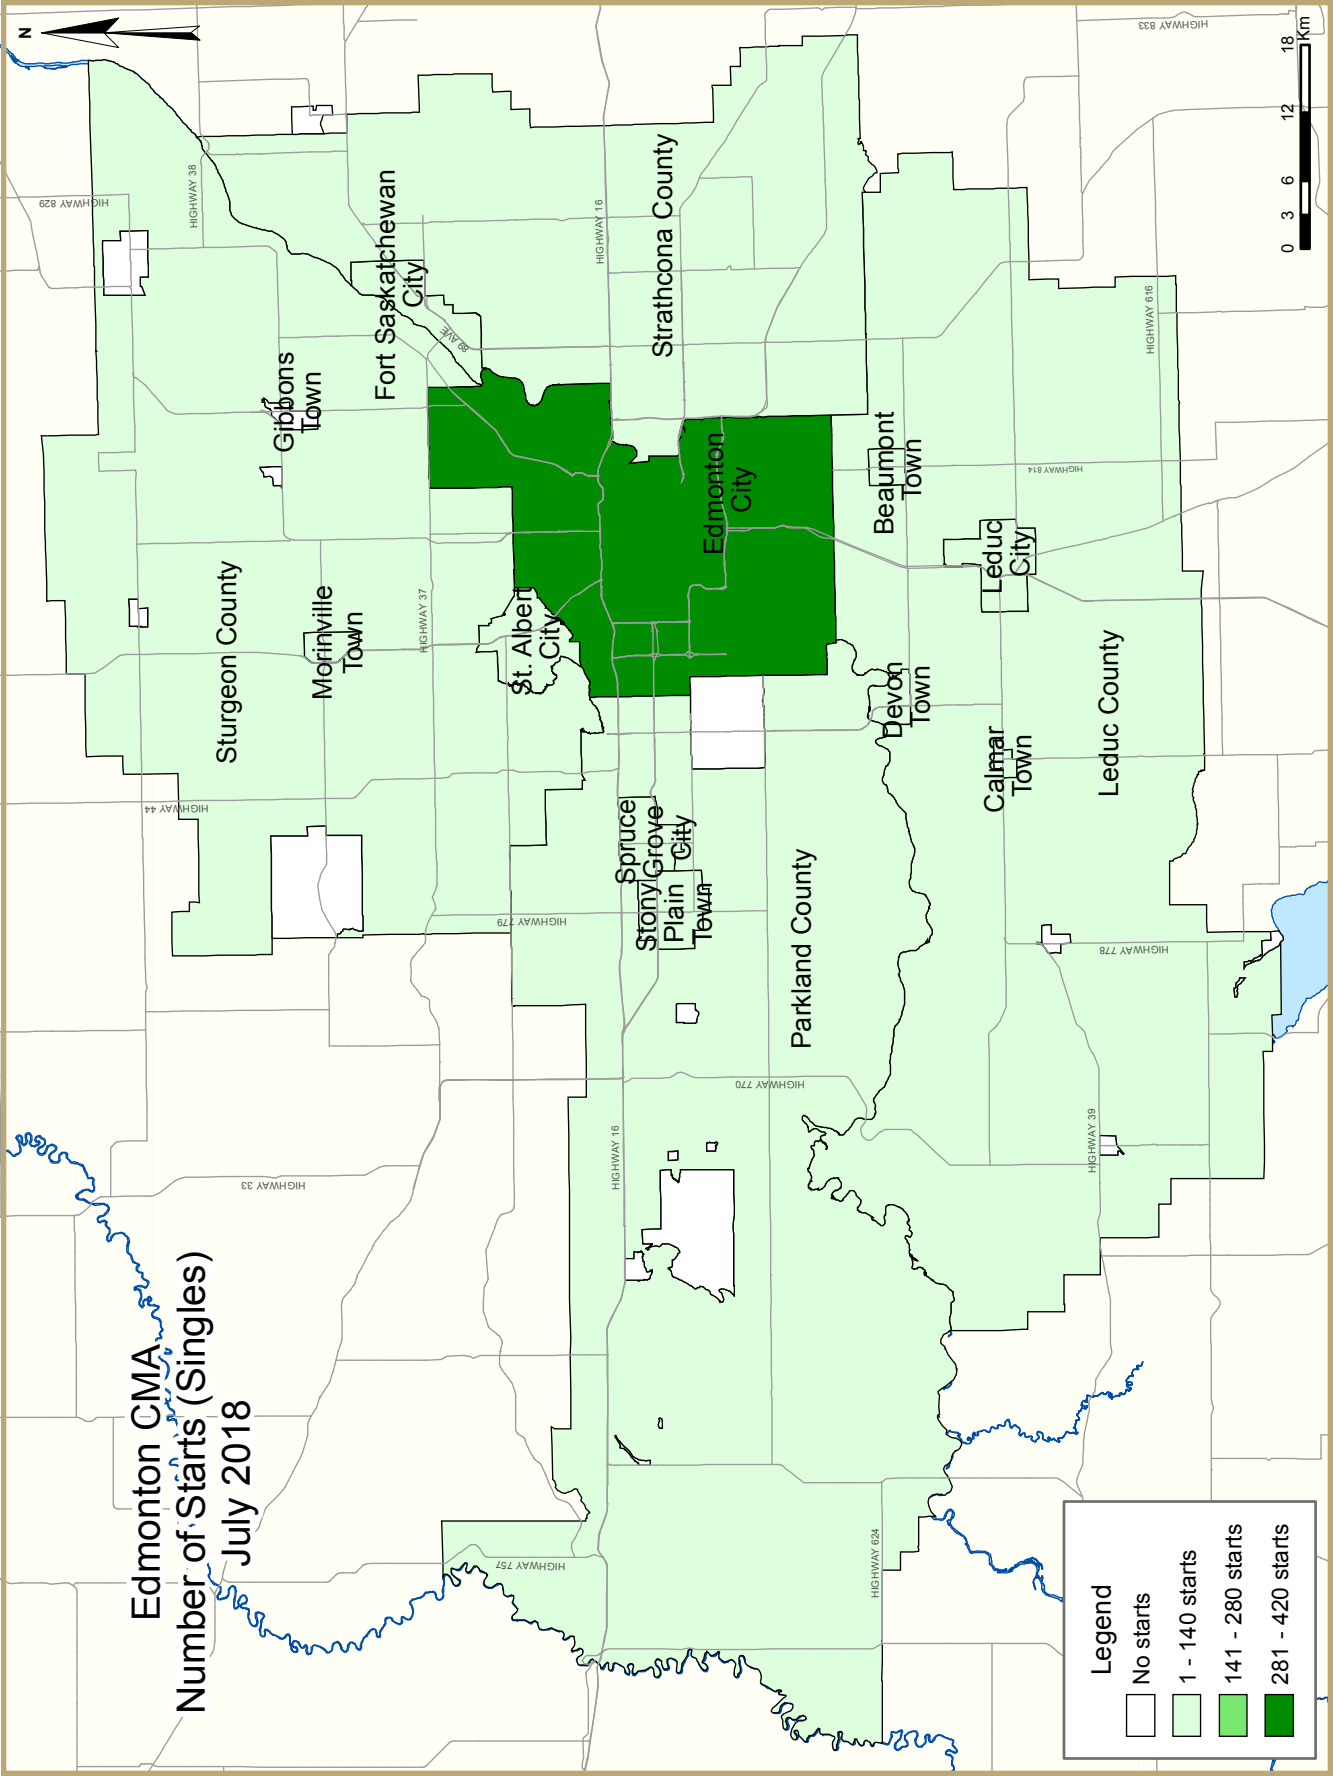 Edmonton CMA
Number of Starts (Singles)
July 2018
N
HIGHWAY 829
HIGHWAY 38
Gibbons
Town
Fort Saskatchewan
City
89 AVE
HIGHWAY 16
Strathcona County
Sturgeon County
Morinville
Town
HIGHWAY 37
HIGHWAY 44
St. Albert
City
Edmonton
City
Beaumont
Town
HIGHWAY 814
HIGHWAY 616
HIGHWAY 833
Leduc
City
Devon
Town
Calmar
Town
Leduc County
Spruce
Grove
City
Stony
Plain
Town
HIGHWAY 779
Parkland County
HIGHWAY 778
HIGHWAY 770
HIGHWAY 39
HIGHWAY 16
HIGHWAY 33
HIGHWAY 757
HIGHWAY 624
Legend
No starts
1 - 140 starts
141 - 280 starts
281 - 420 starts
0 3 6 12 18
Km